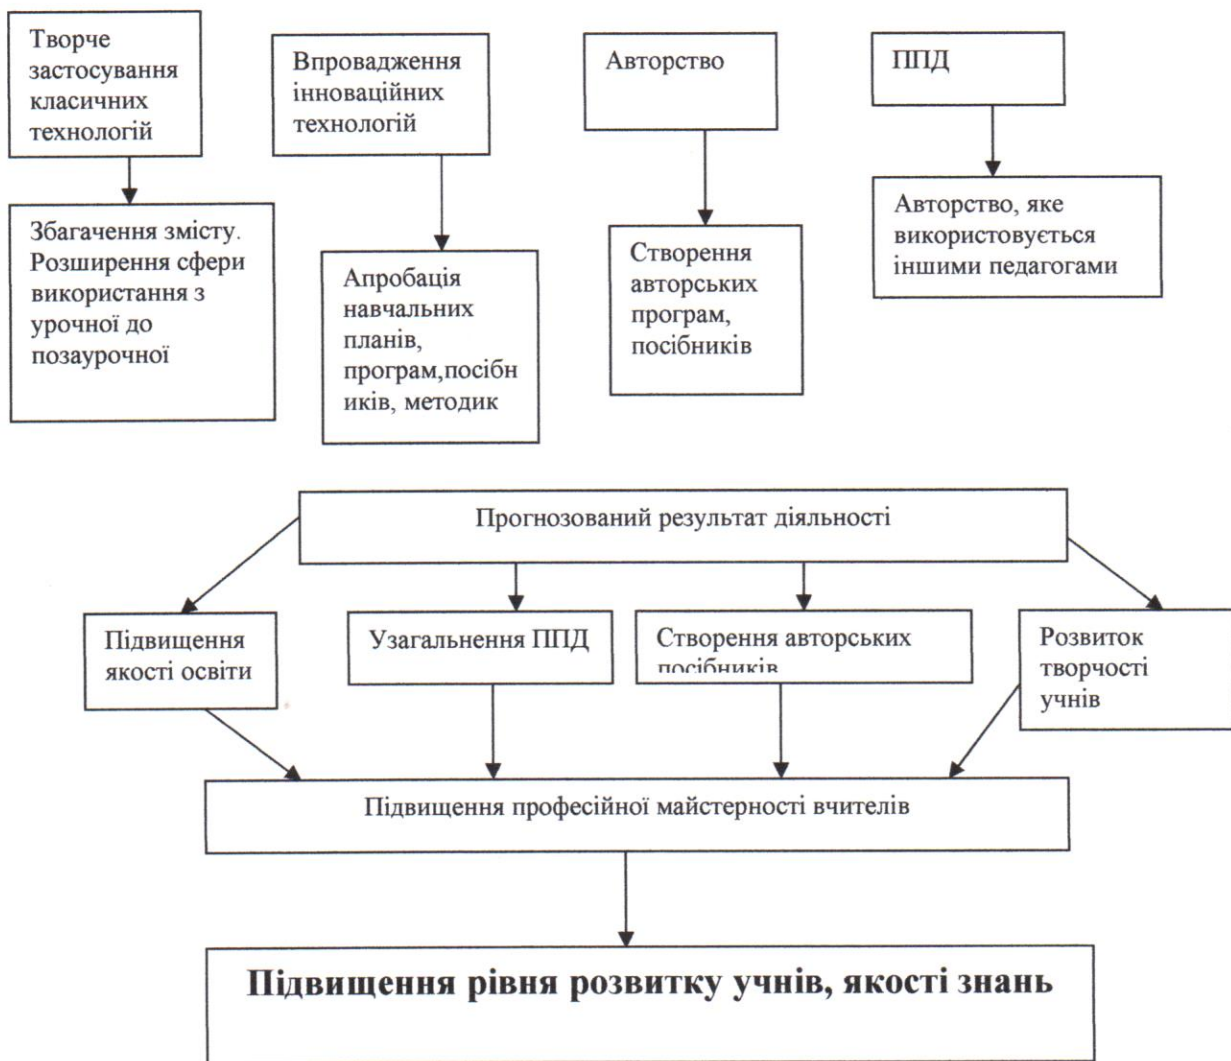 Творче
застосування
класичних
технологій
Впровадження
інноваційних
технологій
Авторство
ППД
Збагачення змісту.
Розширення сфери
використання з
урочної до
позаурочної
Апробація
навчальних
планів,
програм,посібн
иків, методик
Створення
авторських
програм,
посібників
Авторство, яке
використовується
іншими педагогами
Прогнозований результат діяльності
Підвищення
якості освіти
Узагальнення ППД
Створення авторських
посібників
Розвиток
творчості
учнів
Підвищення професійної майстерності вчителів
Підвищення рівня розвитку учнів, якості знань